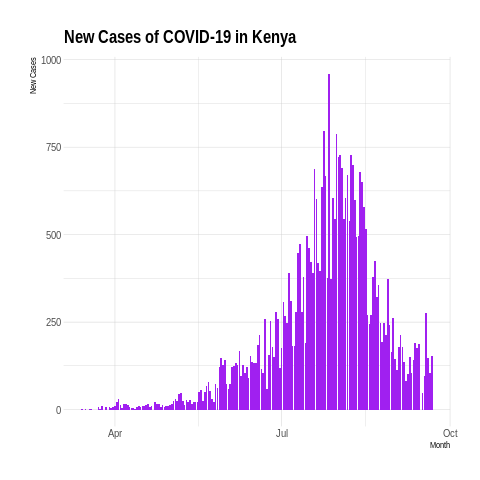 New Cases of COVID-19 in Kenya
New Cases
1000
750
500
250
0
Apr
Jul
Oct
Month